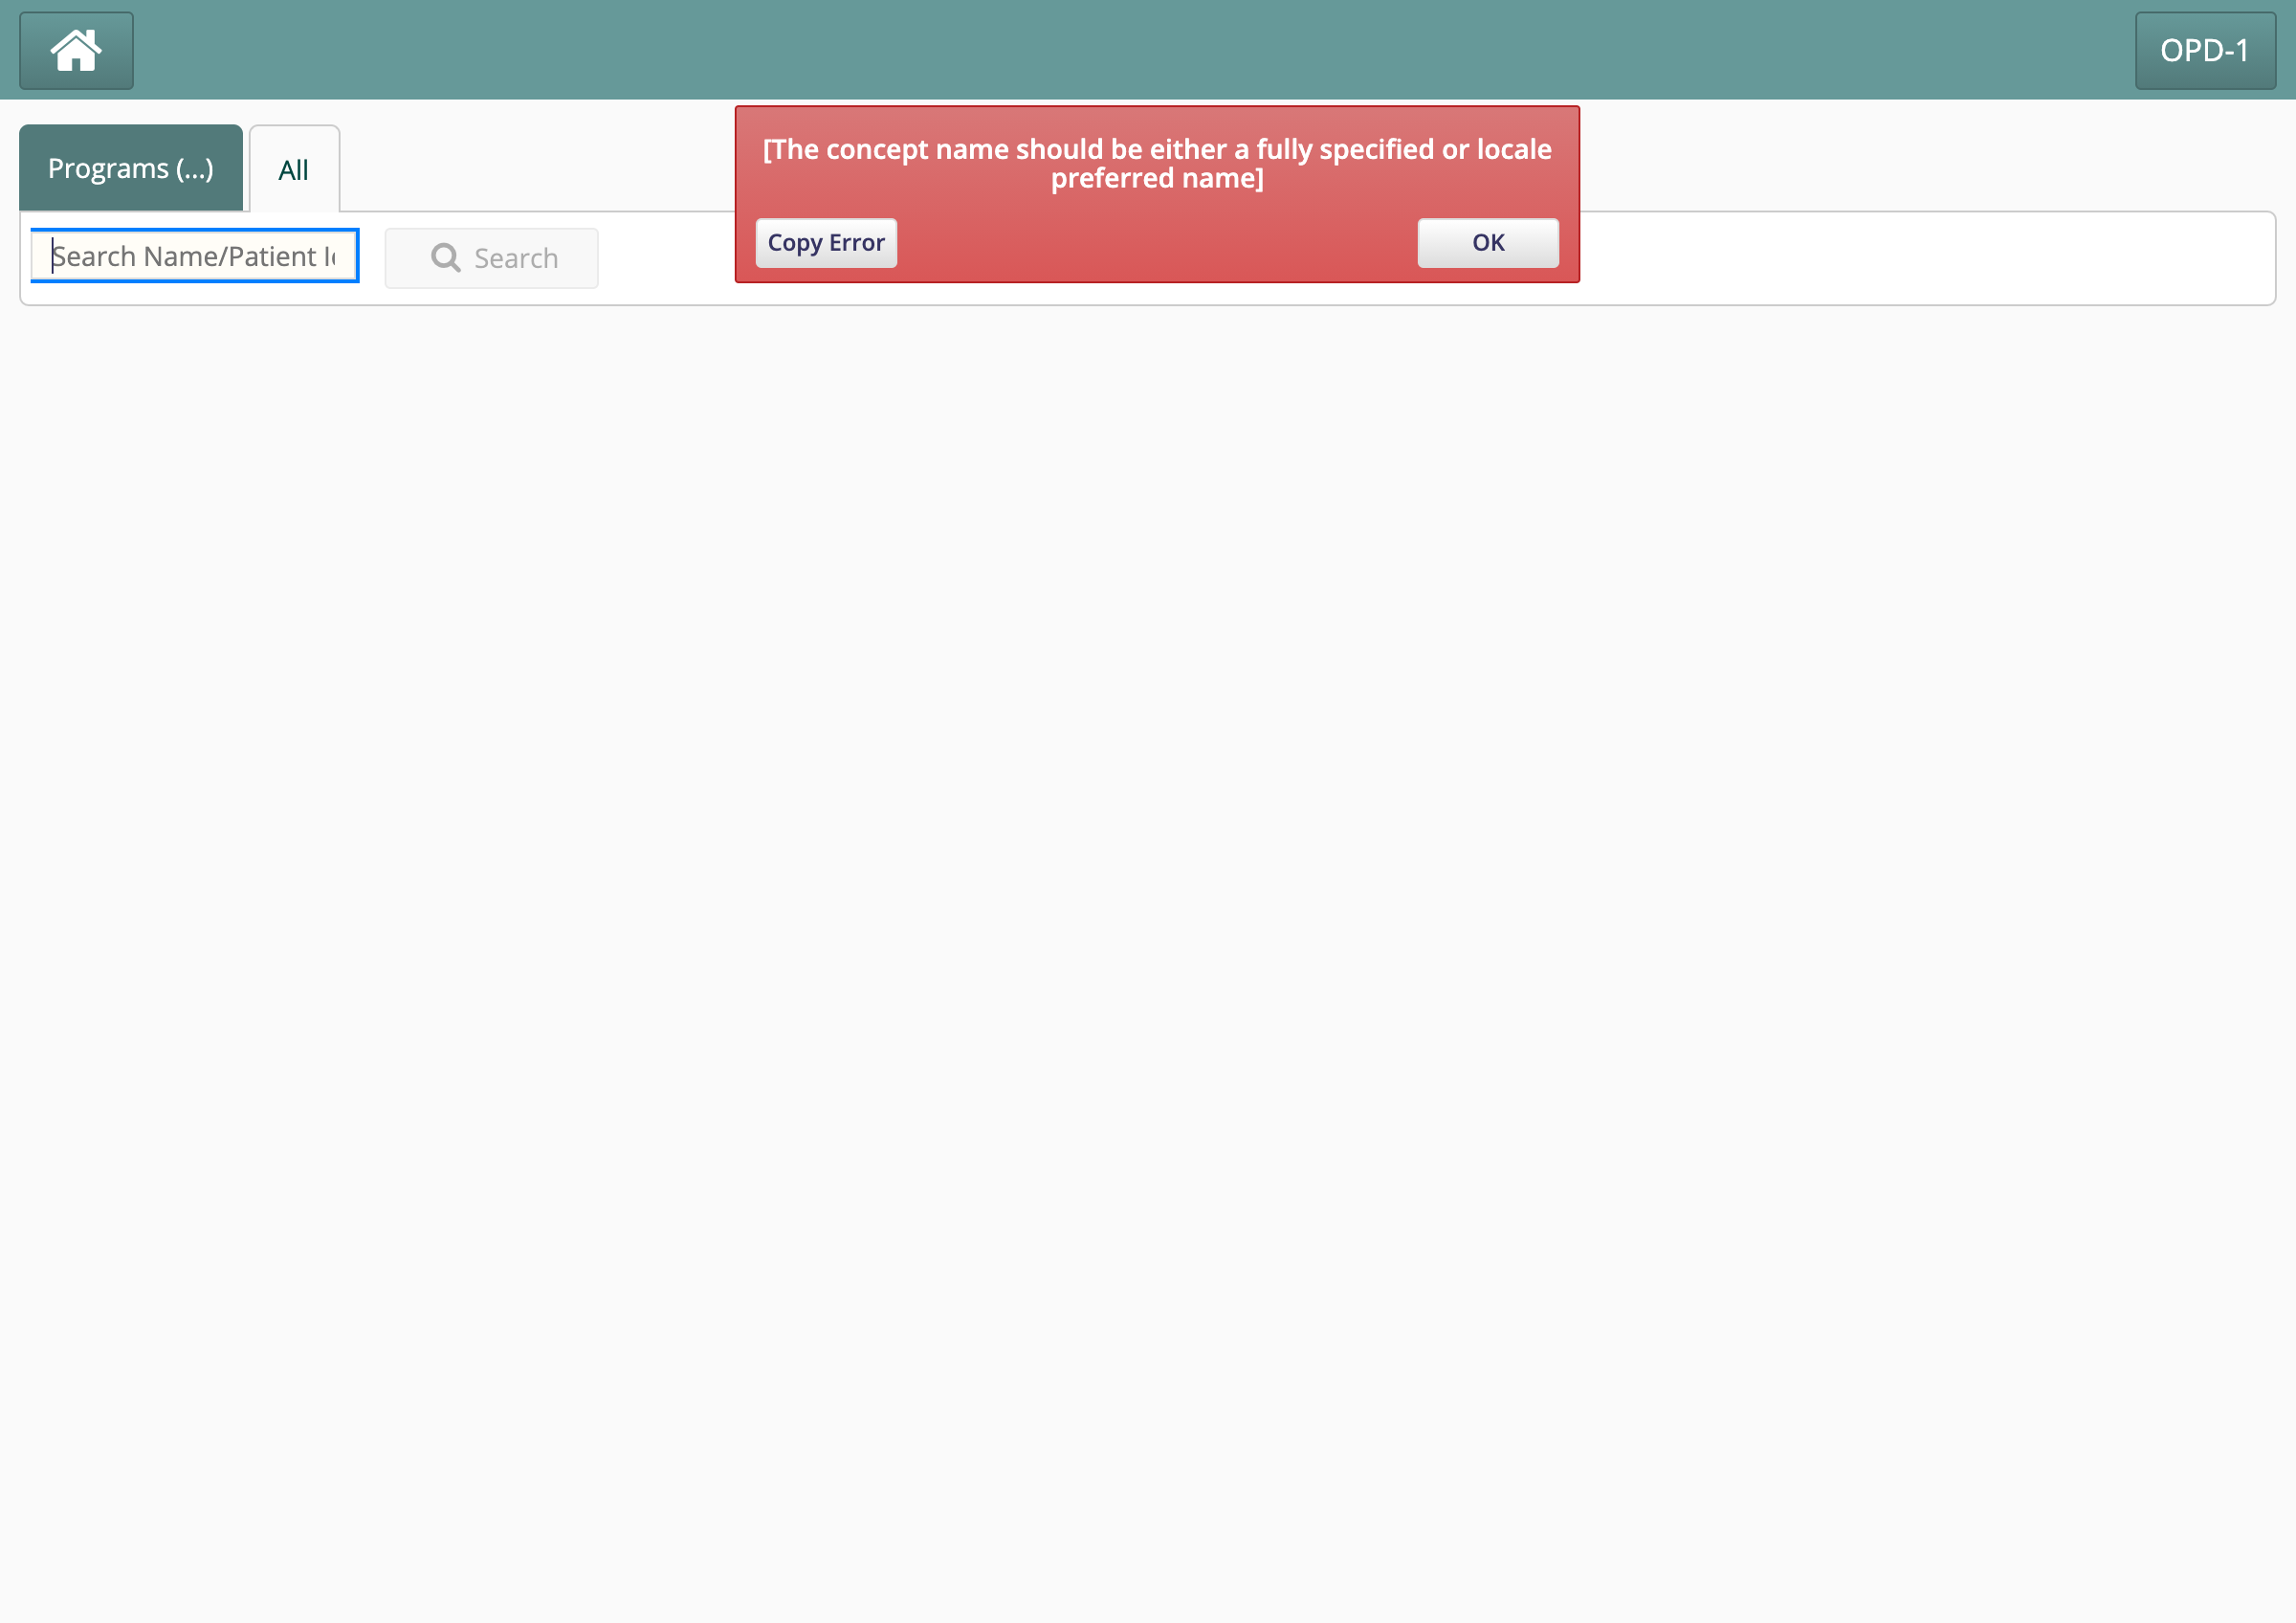 OPD-1
Programs (...)
All
[The concept name should be either a fully specified or locale
preferred name]
Copy Error
OK
Search Name/Patient
Search